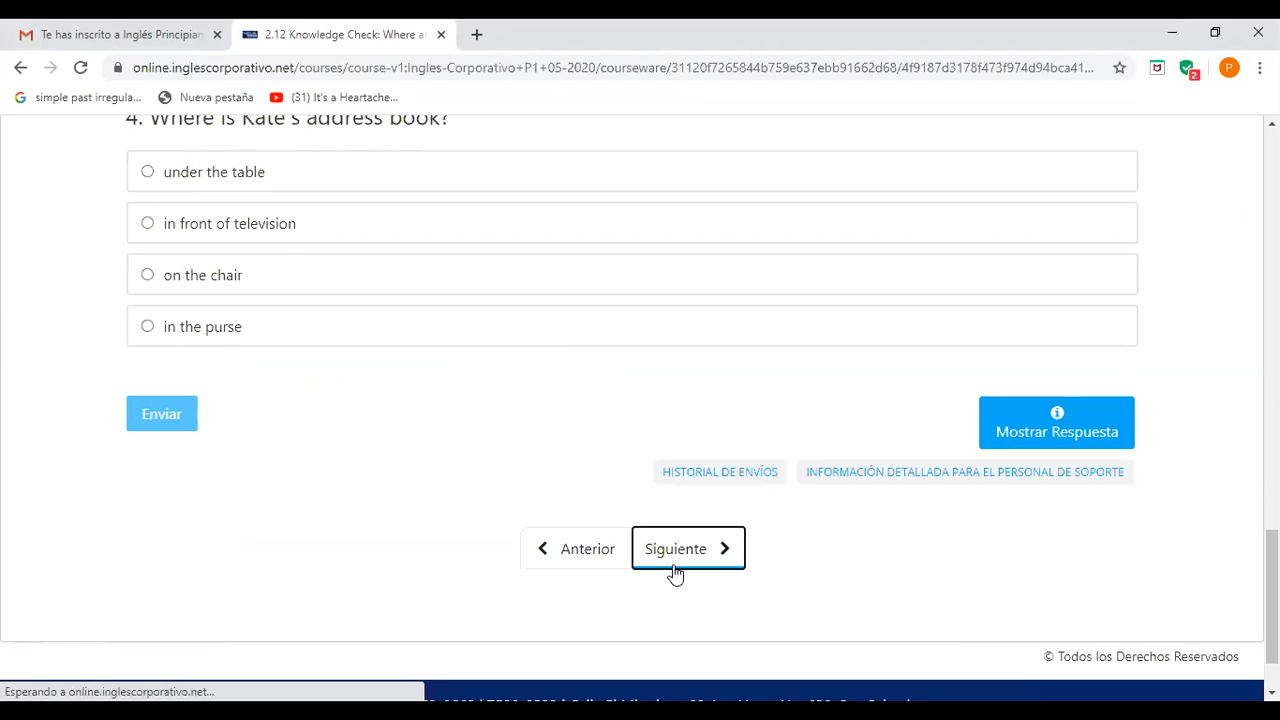 Te has inscrito a Inglés Principian
2.12 Knowledge Check: Where a
online.inglescorporativo.net/courses/course-v1:Ingles-Corporativo+P1+05-2020/courseware/31120f7265844b759e637ebb91662d68/4f9187d3178f473f974d94bca41...
2
P
simple past irregula...
Nueva pestaña
(31) It's a Heartache...
4. Where is Kate's address book?
under the table
in front of television
on the chair
in the purse
Enviar
Mostrar Respuesta
HISTORIAL DE ENVÍOS
INFORMACIÓN DETALLADA PARA EL PERSONAL DE SOPORTE
Anterior
Siguiente
© Todos los Derechos Reservados
Esperando a online.inglescorporativo.net...